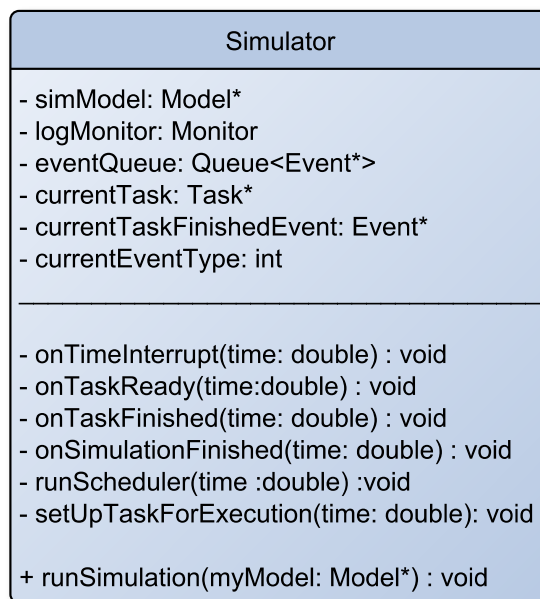 Simulator
- simModel: Model*
- logMonitor: Monitor
- eventQueue: Queue<Event*>
- currentTask: Task*
- currentTaskFinishedEvent: Event*
- currentEventType: int
- onTimeInterrupt(time: double) : void
- onTaskReady(time:double) : void
- onTaskFinished(time: double) : void
- onSimulationFinished(time: double) : void
- runScheduler(time :double) :void
- setUpTaskForExecution(time: double): void
+ runSimulation(myModel: Model*) : void